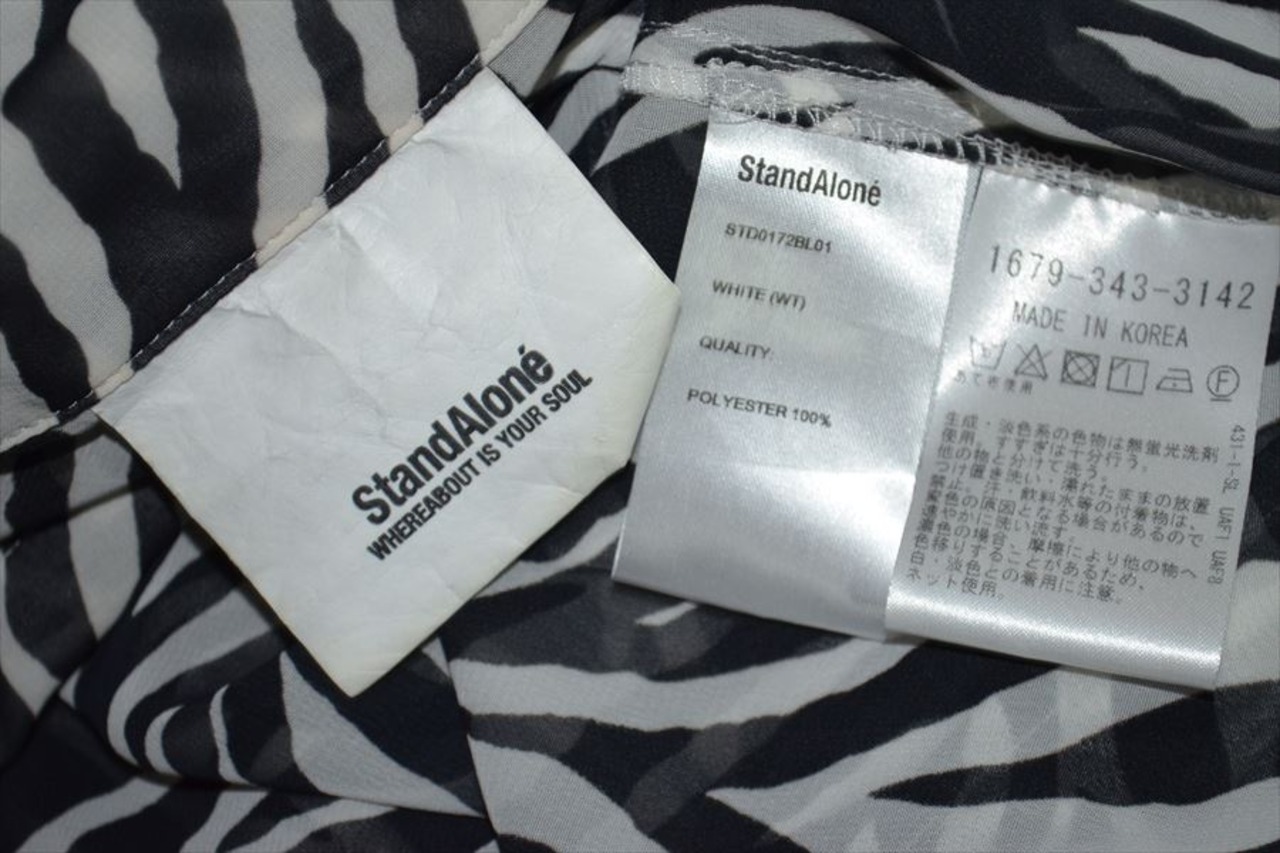 StandAloné
WHEREABOUT IS YOUR SOUL
StandAloné
STD0172BL01
WHITE (WT)
QUALITY:
POLYESTER 100%
1679-343-3142
MADE IN KOREA
あて布使用
生成・淡色系の色物は無蛍光洗剤
使用。すすぎは十分行う。
他の物と分けて洗う。
つけ置き洗い・濡れたままの放置
禁止。汗・飲料水等の付着物は、
変色の原因となる場合があるので
速やかに洗い流す。
濃色の場合、摩擦により他の物へ
色移りすることがあるため、
白・淡色との着用に注意。
ネット使用。
431-I-SL UAF1 UAF8